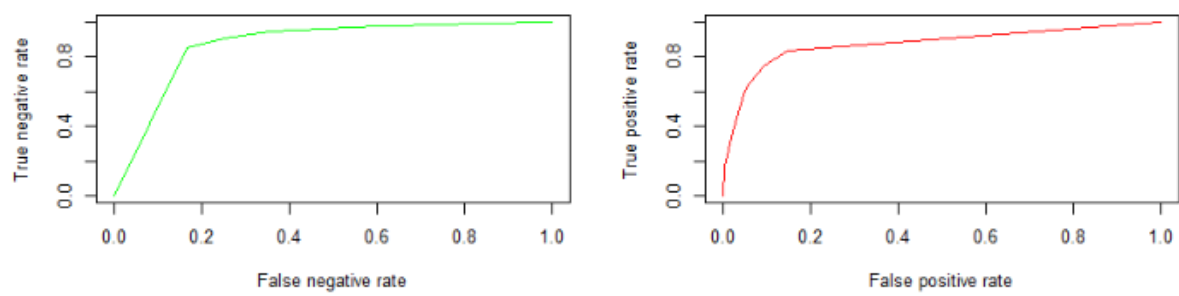 True negative rate
0.0 0.4 0.8
0.0 0.2 0.4 0.6 0.8 1.0
False negative rate
True positive rate
0.0 0.4 0.8
0.0 0.2 0.4 0.6 0.8 1.0
False positive rate